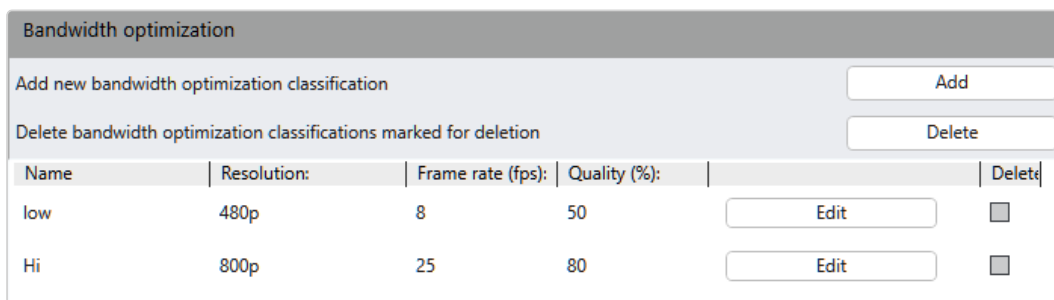 Bandwidth optimization
Add new bandwidth optimization classification Add
Delete bandwidth optimization classifications marked for deletion Delete
Name Resolution: Frame rate (fps): Quality (%): Delete
low 480p 8 50 Edit
Hi 800p 25 80 Edit